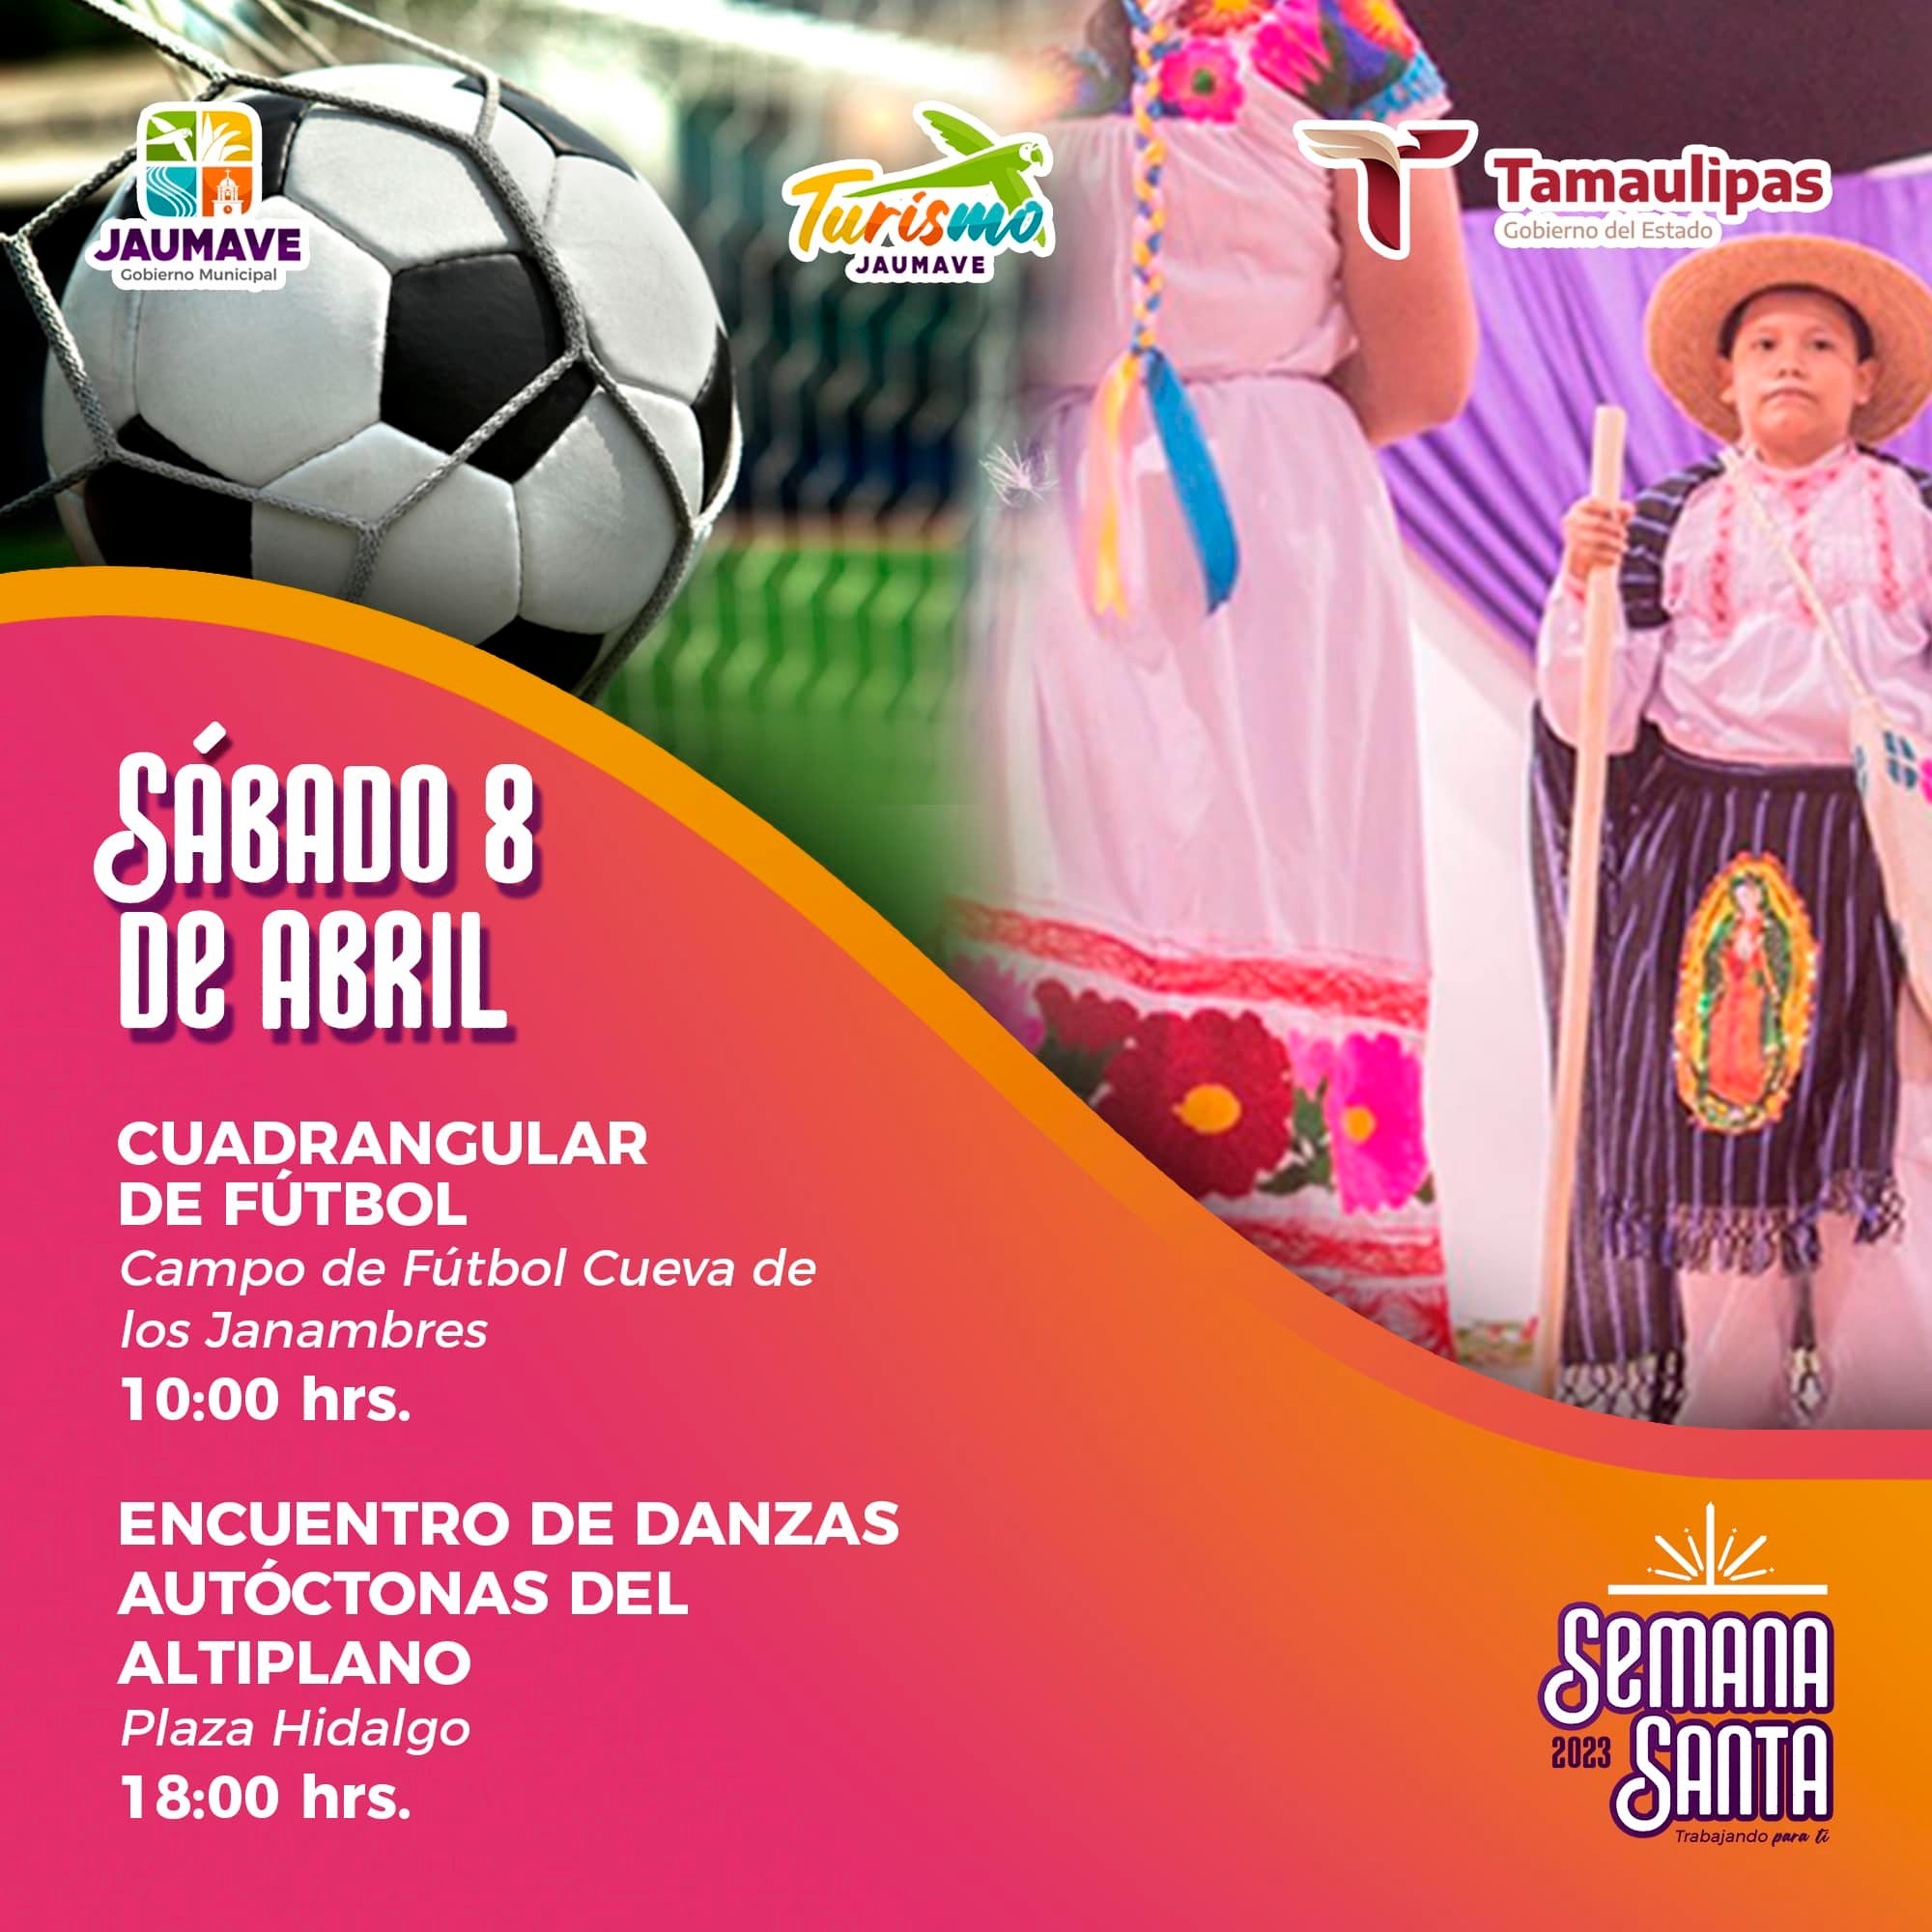 JAUMAVE
Gobierno Municipal
Turismo
JAUMAVE
Tamaulipas
Gobierno del Estado
SÁBADO 8
DE ABRIL
CUADRANGULAR
DE FÚTBOL
Campo de Fútbol Cueva de
los Janambres
10:00 hrs.
ENCUENTRO DE DANZAS
AUTÓCTONAS DEL
ALTIPLANO
Plaza Hidalgo
18:00 hrs.
SEMANA
2023 SANTA
Trabajando para ti